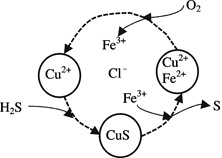 O₂
Fe³⁺
Cu²⁺
Cl⁻
Cu²⁺
Fe²⁺
H₂S
Fe³⁺
S
CuS